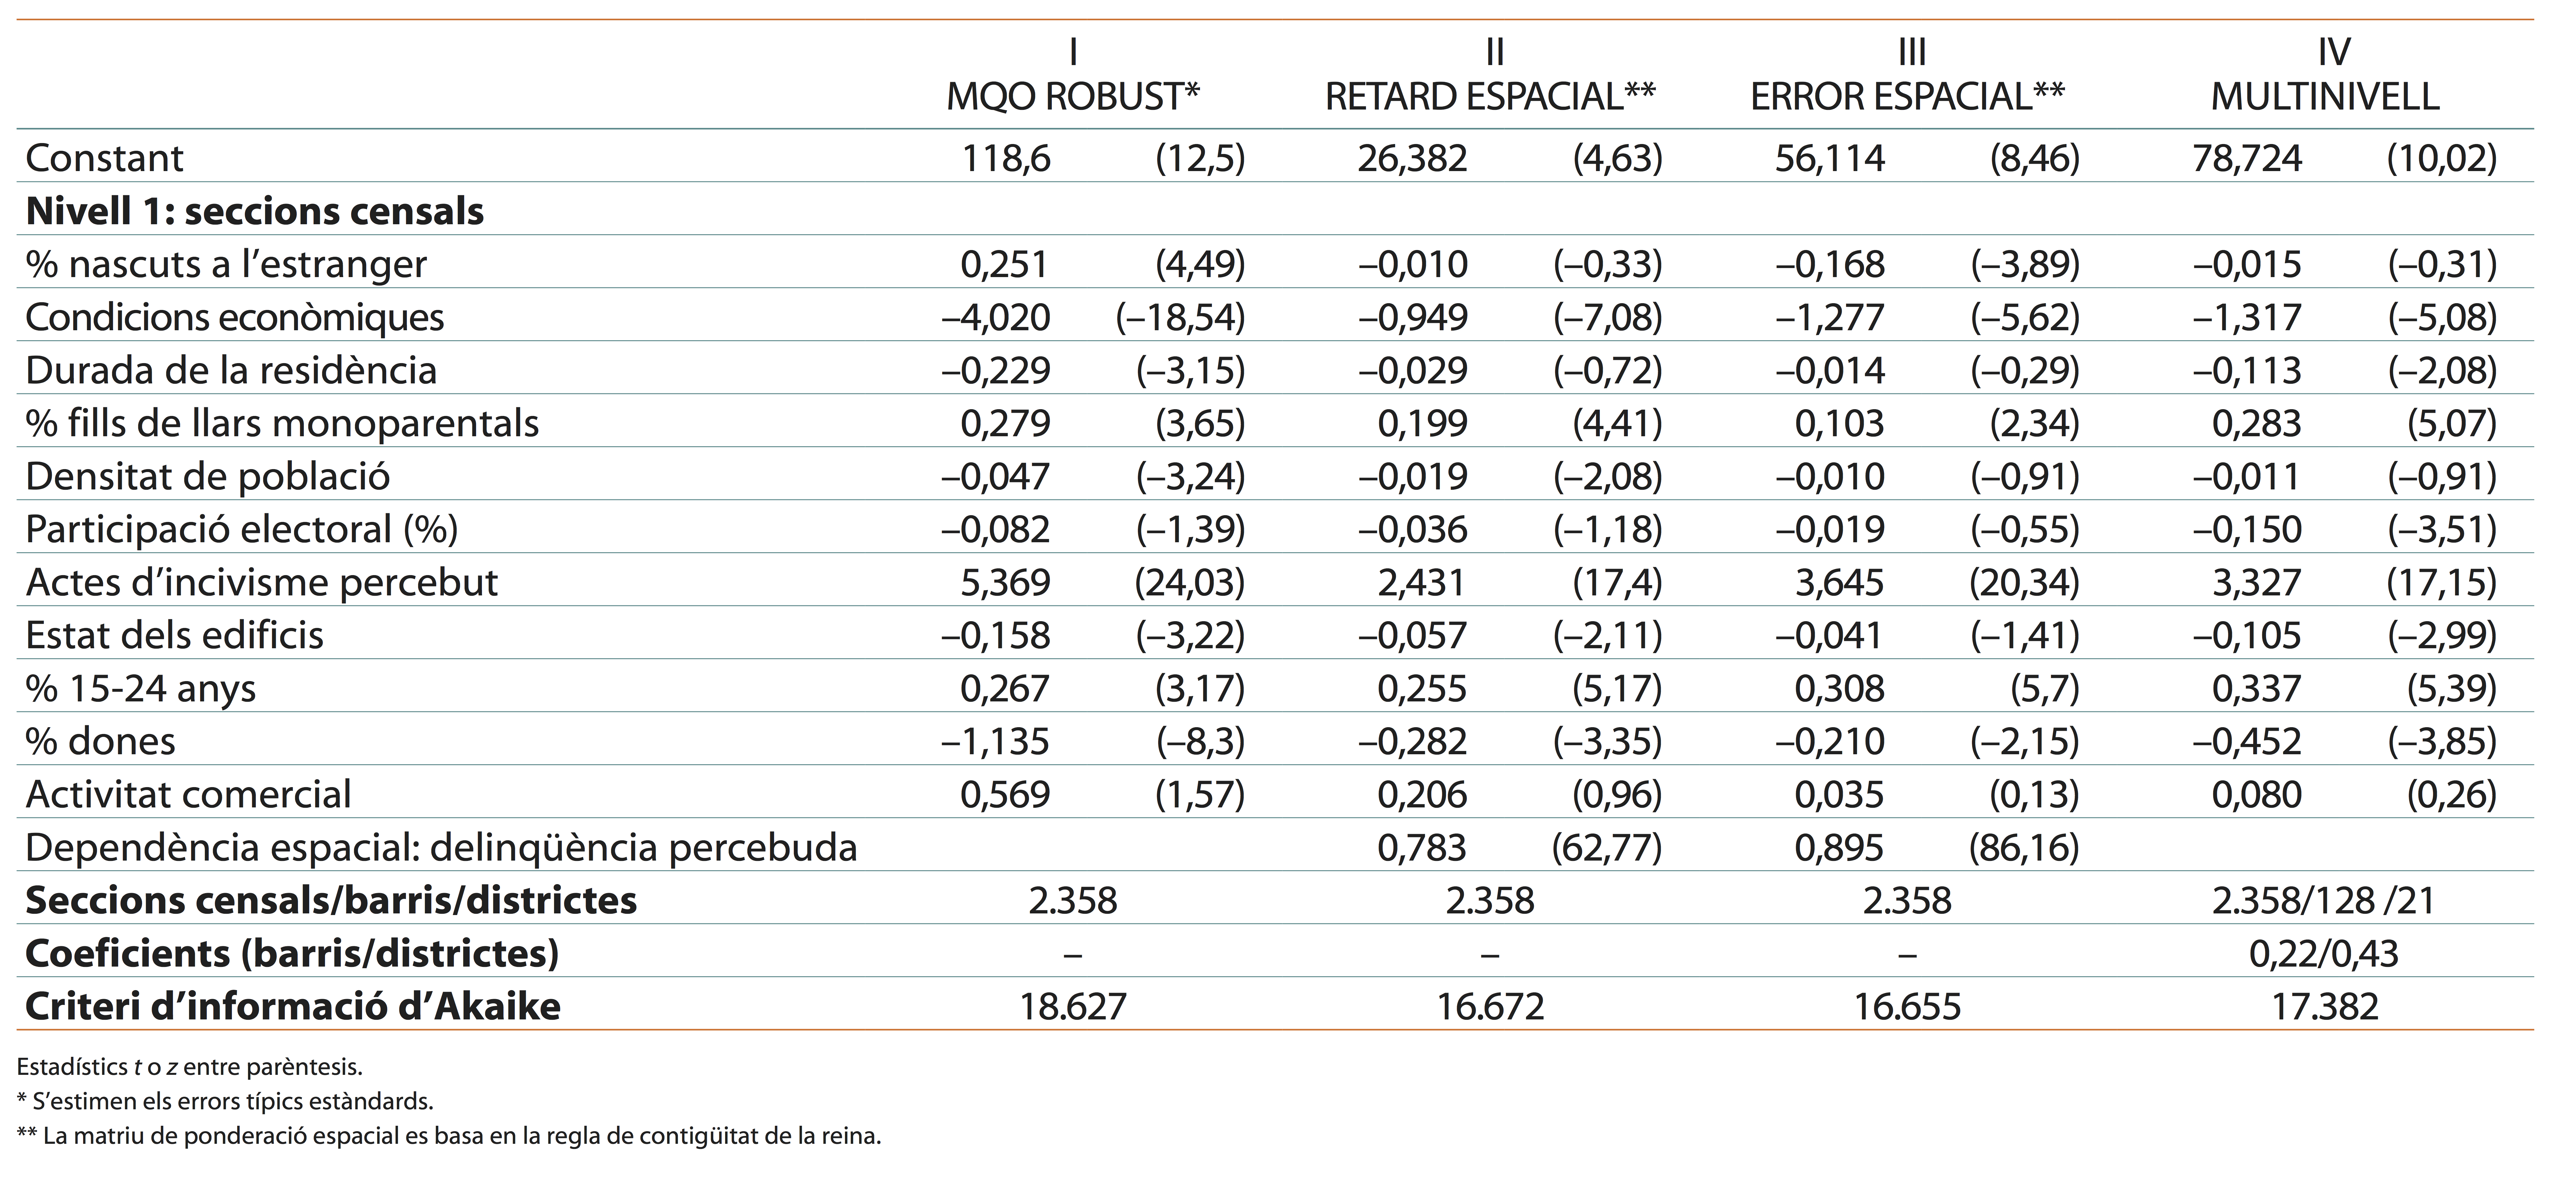 I II III IV
MQO ROBUST* RETARD ESPACIAL** ERROR ESPACIAL** MULTINIVELL
Constant 118,6 (12,5) 26,382 (4,63) 56,114 (8,46) 78,724 (10,02)
Nivell 1: seccions censals
% nascuts a l’estranger 0,251 (4,49) –0,010 (–0,33) –0,168 (–3,89) –0,015 (–0,31)
Condicions econòmiques –4,020 (–18,54) –0,949 (–7,08) –1,277 (–5,62) –1,317 (–5,08)
Durada de la residència –0,229 (–3,15) –0,029 (–0,72) –0,014 (–0,29) –0,113 (–2,08)
% fills de llars monoparentals 0,279 (3,65) 0,199 (4,41) 0,103 (2,34) 0,283 (5,07)
Densitat de població –0,047 (–3,24) –0,019 (–2,08) –0,010 (–0,91) –0,011 (–0,91)
Participació electoral (%) –0,082 (–1,39) –0,036 (–1,18) –0,019 (–0,55) –0,150 (–3,51)
Actes d’incivisme percebut 5,369 (24,03) 2,431 (17,4) 3,645 (20,34) 3,327 (17,15)
Estat dels edificis –0,158 (–3,22) –0,057 (–2,11) –0,041 (–1,41) –0,105 (–2,99)
% 15-24 anys 0,267 (3,17) 0,255 (5,17) 0,308 (5,7) 0,337 (5,39)
% dones –1,135 (–8,3) –0,282 (–3,35) –0,210 (–2,15) –0,452 (–3,85)
Activitat comercial 0,569 (1,57) 0,206 (0,96) 0,035 (0,13) 0,080 (0,26)
Dependència espacial: delinqüència percebuda 0,783 (62,77) 0,895 (86,16)
Seccions censals/barris/districtes 2.358 2.358 2.358 2.358/128 /21
Coeficients (barris/districtes) – – – 0,22/0,43
Criteri d’informació d’Akaike 18.627 16.672 16.655 17.382
Estadístics t o z entre parèntesis.
* S’estimen els errors típics estàndards.
** La matriu de ponderació espacial es basa en la regla de contigüitat de la reina.